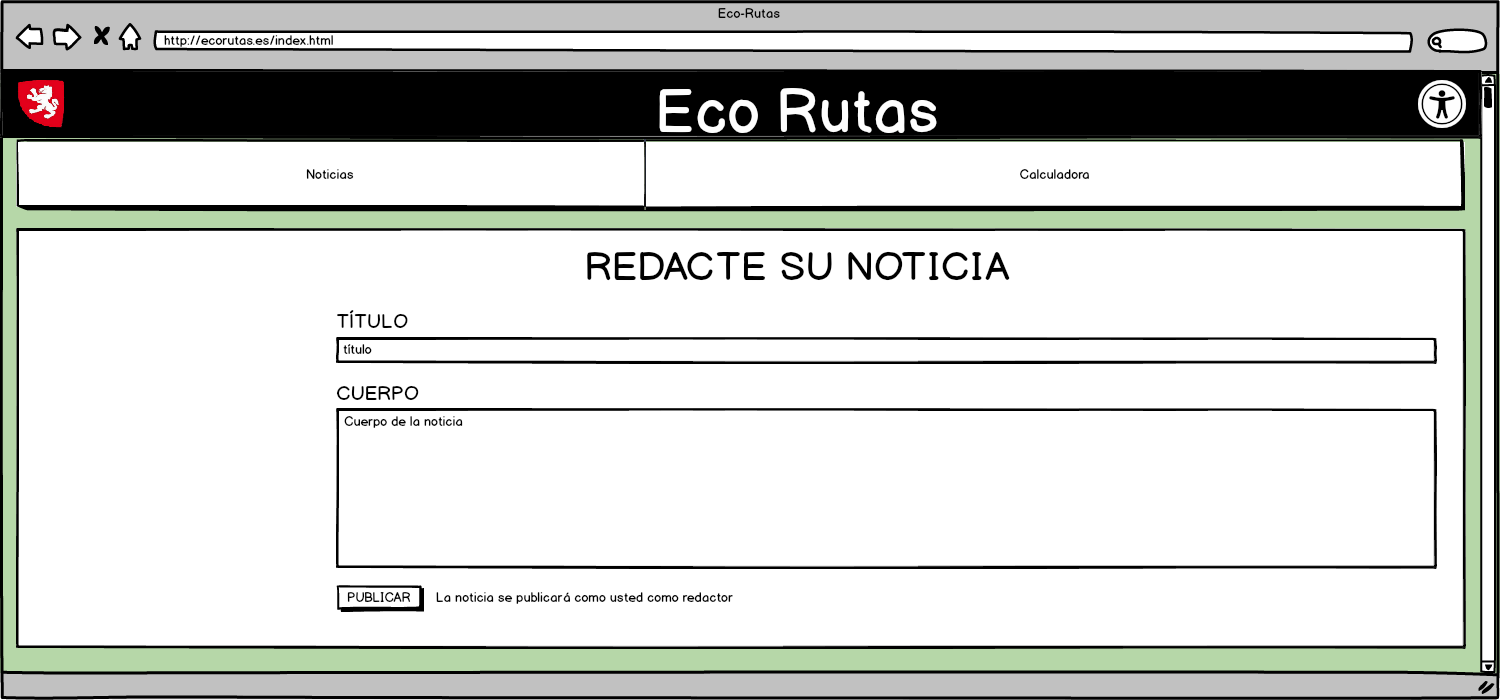 Eco-Rutas
http://ecorutas.es/index.html
Eco Rutas
Noticias
Calculadora
REDACTE SU NOTICIA
TÍTULO
título
CUERPO
Cuerpo de la noticia
PUBLICAR
La noticia se publicará como usted como redactor